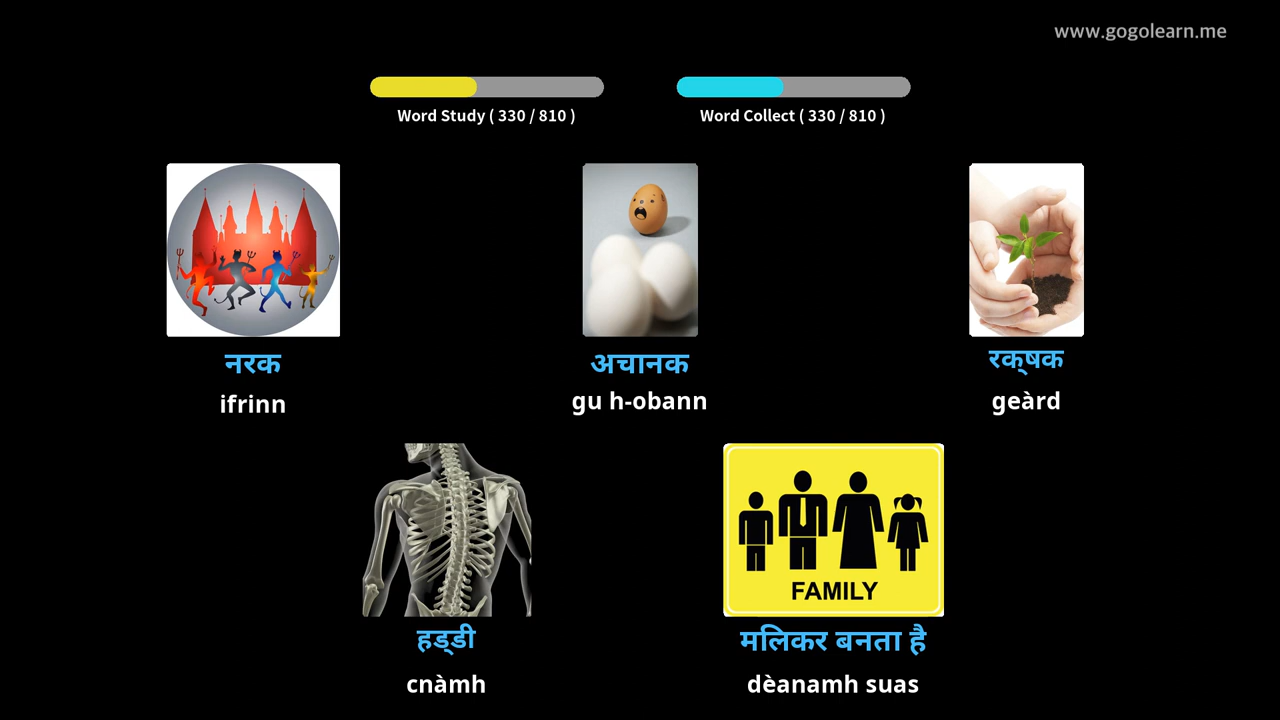 www.gogolearn.me
Word Study ( 330 / 810 )
Word Collect ( 330 / 810 )
नरक
अचानक
रक्‌षक
ifrinn
gu h-obann
geàrd
FAMILY
हड्‌डी
मलिकर बनता है
cnàmh
dèanamh suas